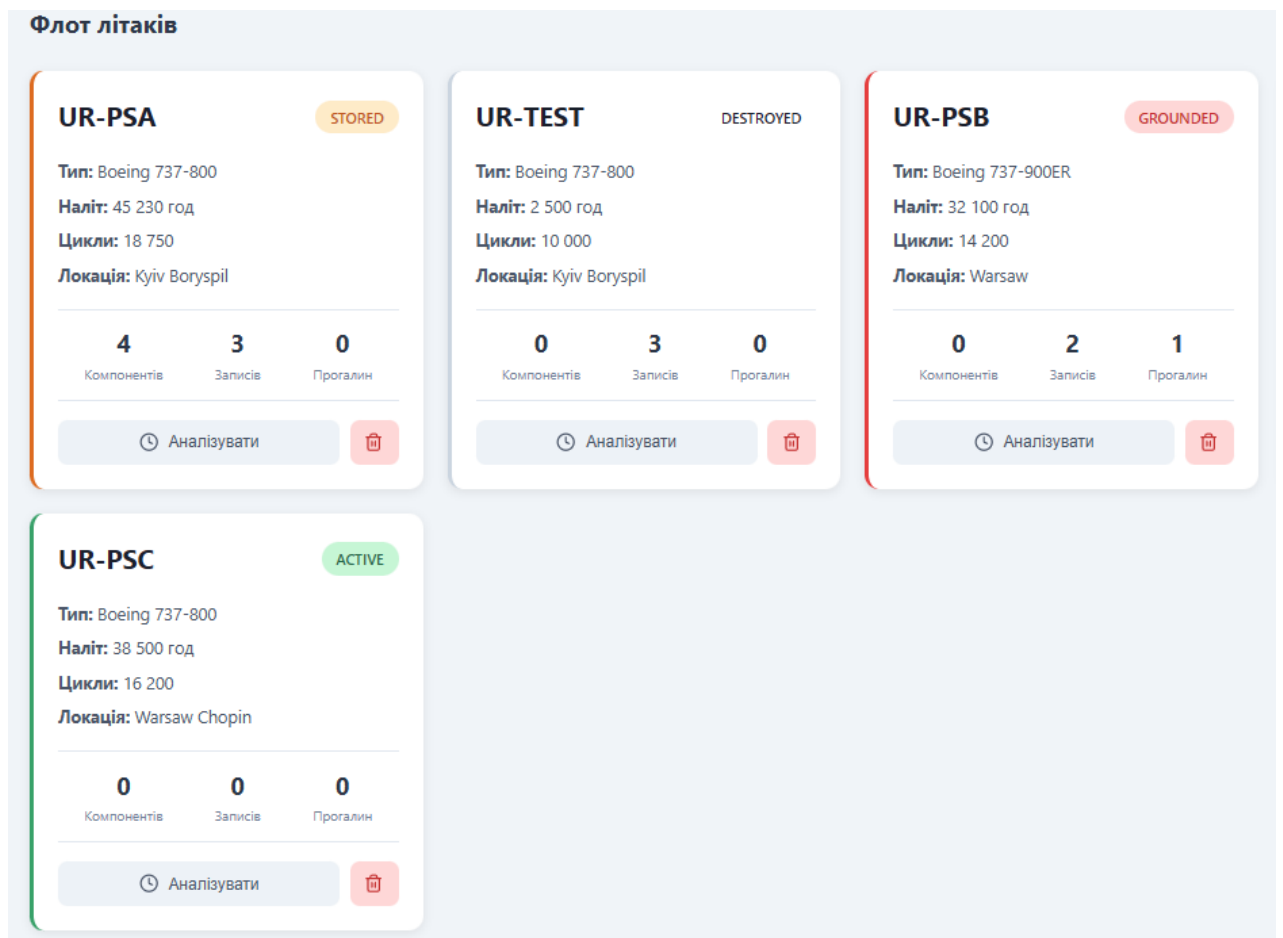 Флот літаків
UR-PSA STORED
Тип: Boeing 737-800
Наліт: 45 230 год
Цикли: 18 750
Локація: Kyiv Boryspil
4 3 0
Компонентів Записів Прогалин
Аналізувати
UR-TEST DESTROYED
Тип: Boeing 737-800
Наліт: 2 500 год
Цикли: 10 000
Локація: Kyiv Boryspil
0 3 0
Компонентів Записів Прогалин
Аналізувати
UR-PSB GROUNDED
Тип: Boeing 737-900ER
Наліт: 32 100 год
Цикли: 14 200
Локація: Warsaw
0 2 1
Компонентів Записів Прогалин
Аналізувати
UR-PSC ACTIVE
Тип: Boeing 737-800
Наліт: 38 500 год
Цикли: 16 200
Локація: Warsaw Chopin
0 0 0
Компонентів Записів Прогалин
Аналізувати